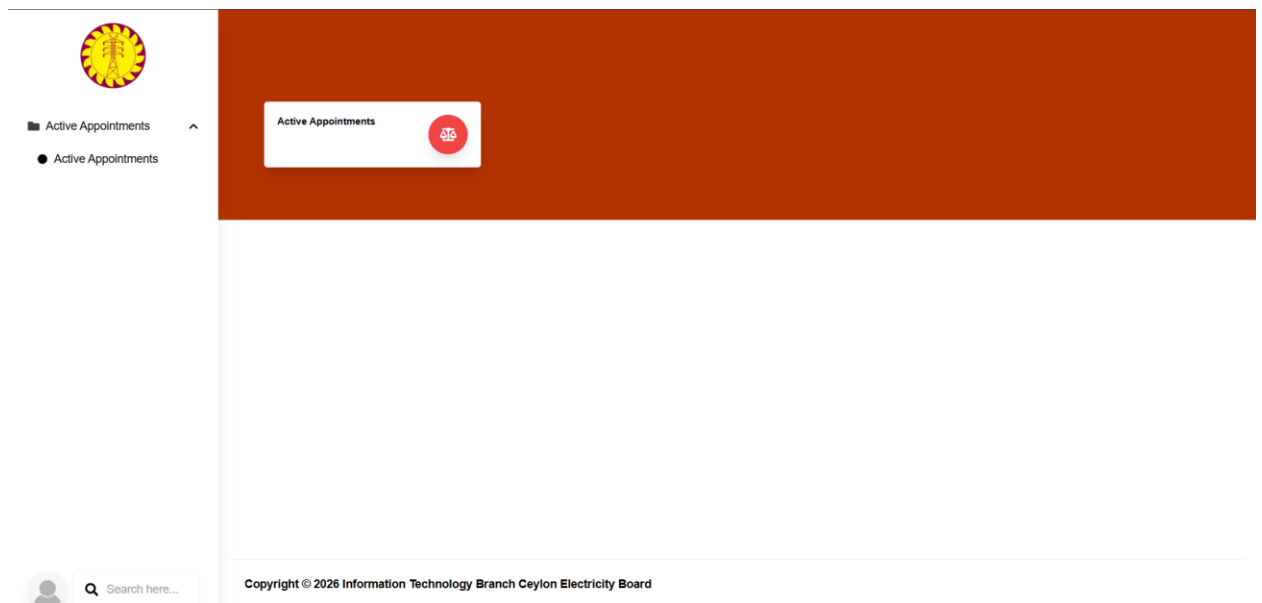 Active Appointments
Active Appointments
Active Appointments
Search here...
Copyright © 2026 Information Technology Branch Ceylon Electricity Board